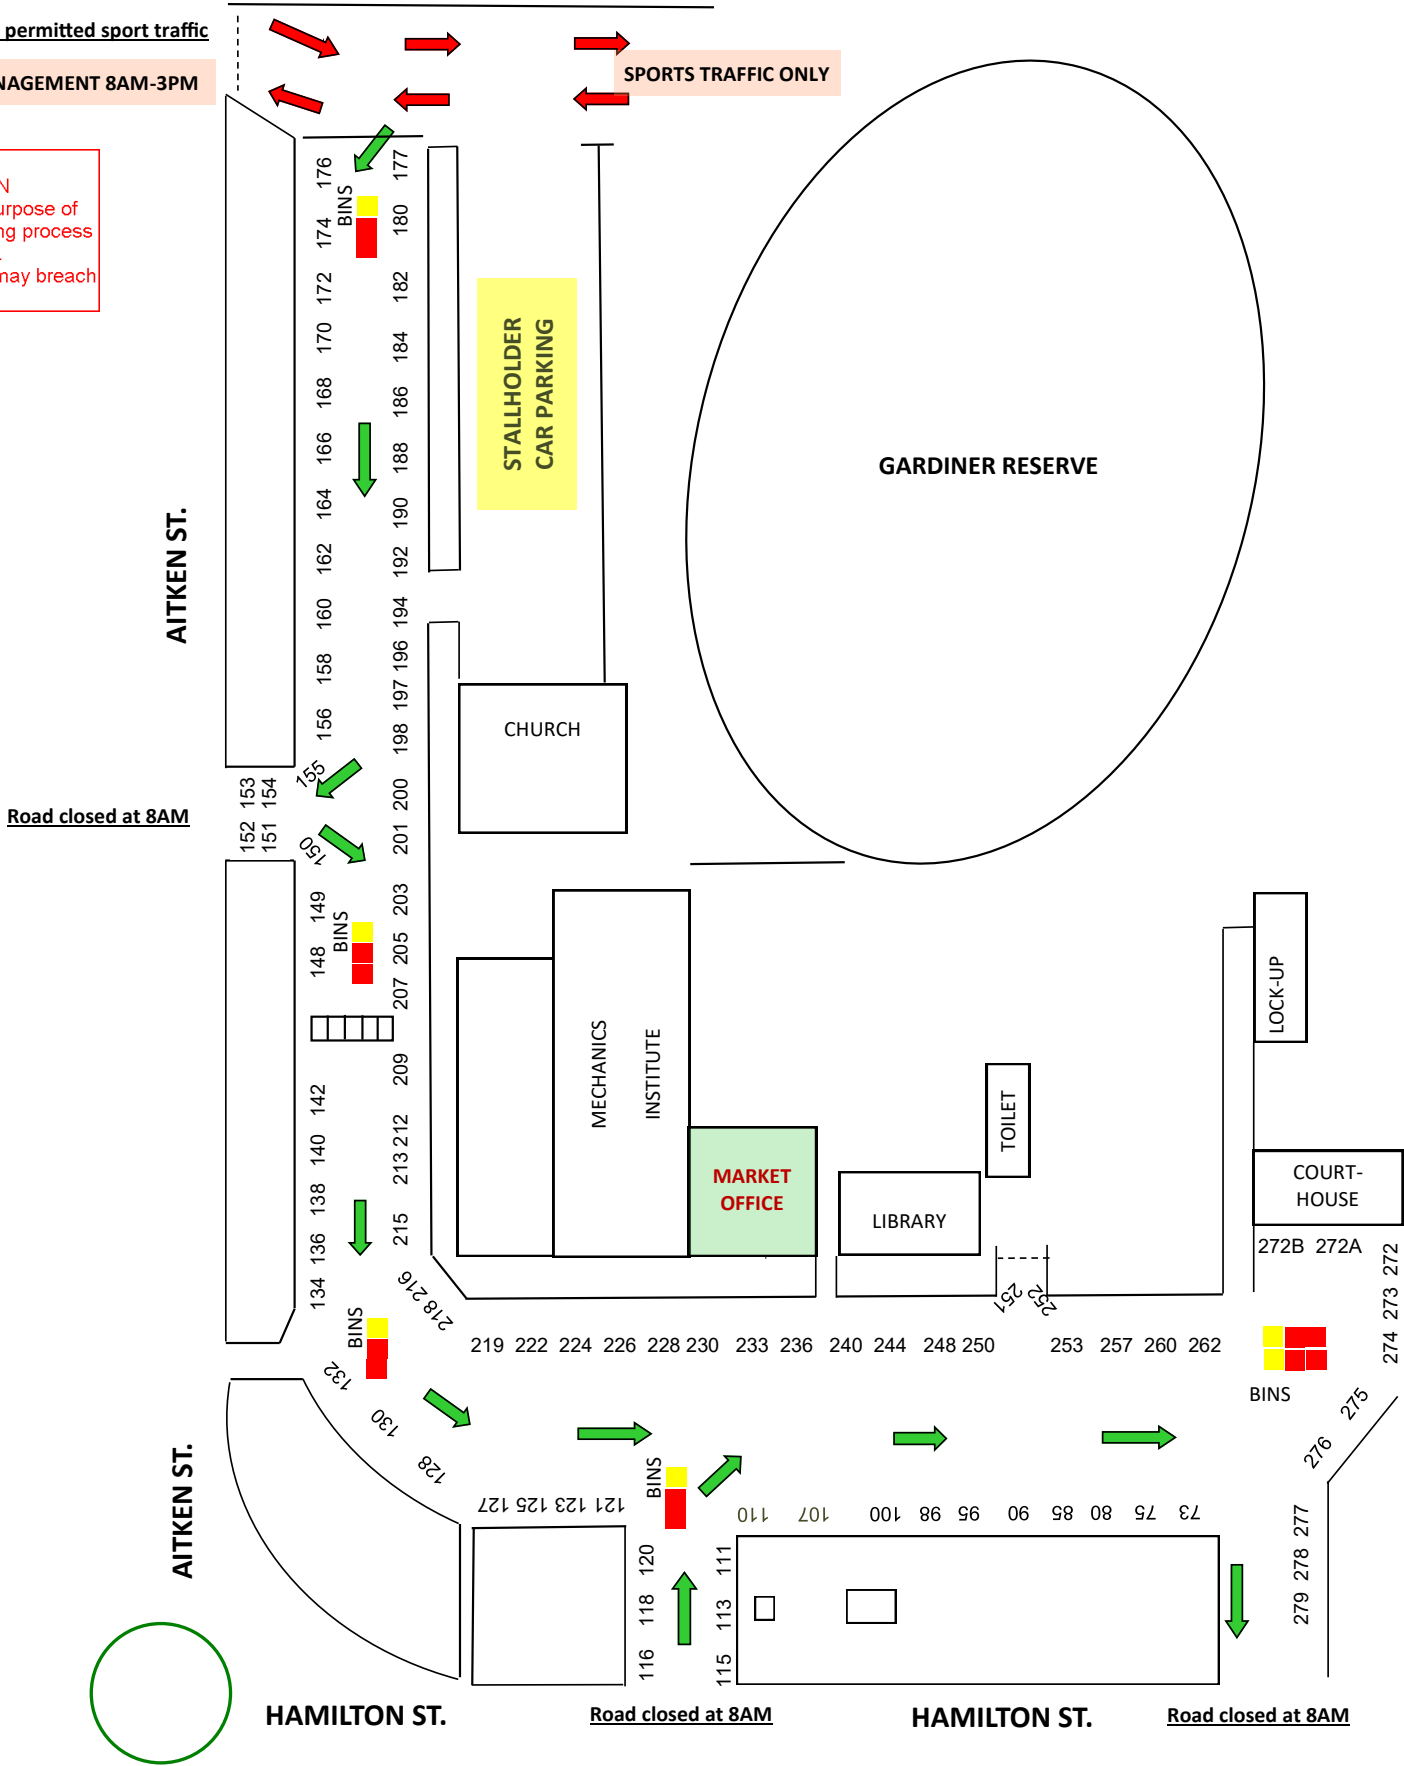 permitted sport traffic
NAGEMENT 8AM-3PM
SPORTS TRAFFIC ONLY
N
urpose of
ng process
may breach
176
177
BINS
174
180
172
182
170
184
168
186
166
188
164
190
162
192
160
194
158
196
197
156
198
STALLHOLDER
CAR PARKING
GARDINER RESERVE
AITKEN ST.
CHURCH
155
153
154
200
Road closed at 8AM
152
151
150
201
149
203
BINS
148
205
207
209
142
212
140
213
138
215
136
134
216
218
MECHANICS
INSTITUTE
MARKET
OFFICE
LIBRARY
TOILET
LOCK-UP
COURT-
HOUSE
272B 272A
272
273
274
251
252
BINS
219 222 224 226 228 230 233 236 240 244 248 250 253 257 260 262
BINS
275
276
132
130
128
AITKEN ST.
127 125 123 121
BINS
110 107 100 98 95 90 85 80 75 73
277
278
279
120
118
116
111
113
115
HAMILTON ST.
Road closed at 8AM
HAMILTON ST.
Road closed at 8AM